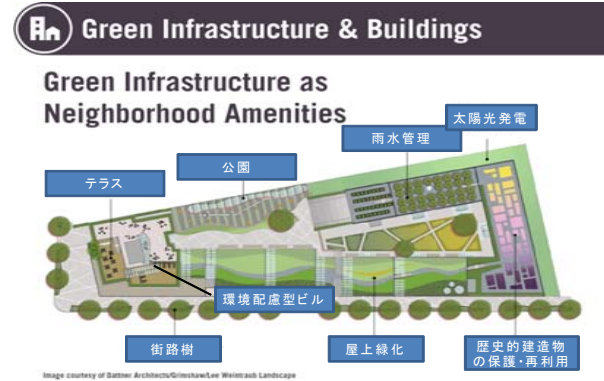 Green Infrastructure & Buildings
Green Infrastructure as
Neighborhood Amenities
太陽光発電
雨水管理
公園
テラス
環境配慮型ビル
街路樹
屋上緑化
歴史的建造物
の保護・再利用
Image courtesy of Dattner Architects/Grimshaw/Lee Weintraub Landscape